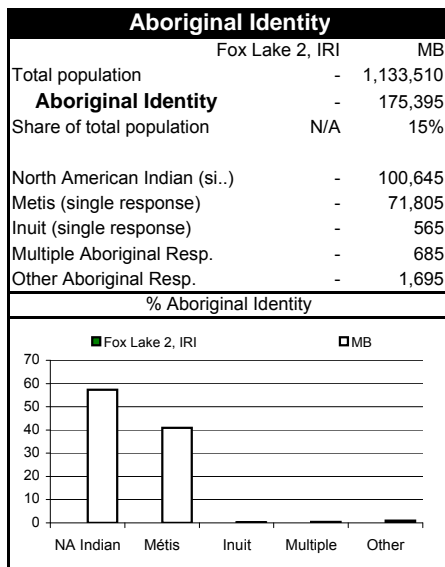 Aboriginal Identity
Fox Lake 2, IRI MB
Total population - 1,133,510
Aboriginal Identity - 175,395
Share of total population N/A 15%
North American Indian (si..) - 100,645
Metis (single response) - 71,805
Inuit (single response) - 565
Multiple Aboriginal Resp. - 685
Other Aboriginal Resp. - 1,695
% Aboriginal Identity
Fox Lake 2, IRI MB
70
60
50
40
30
20
10
0
NA Indian Métis Inuit Multiple Other